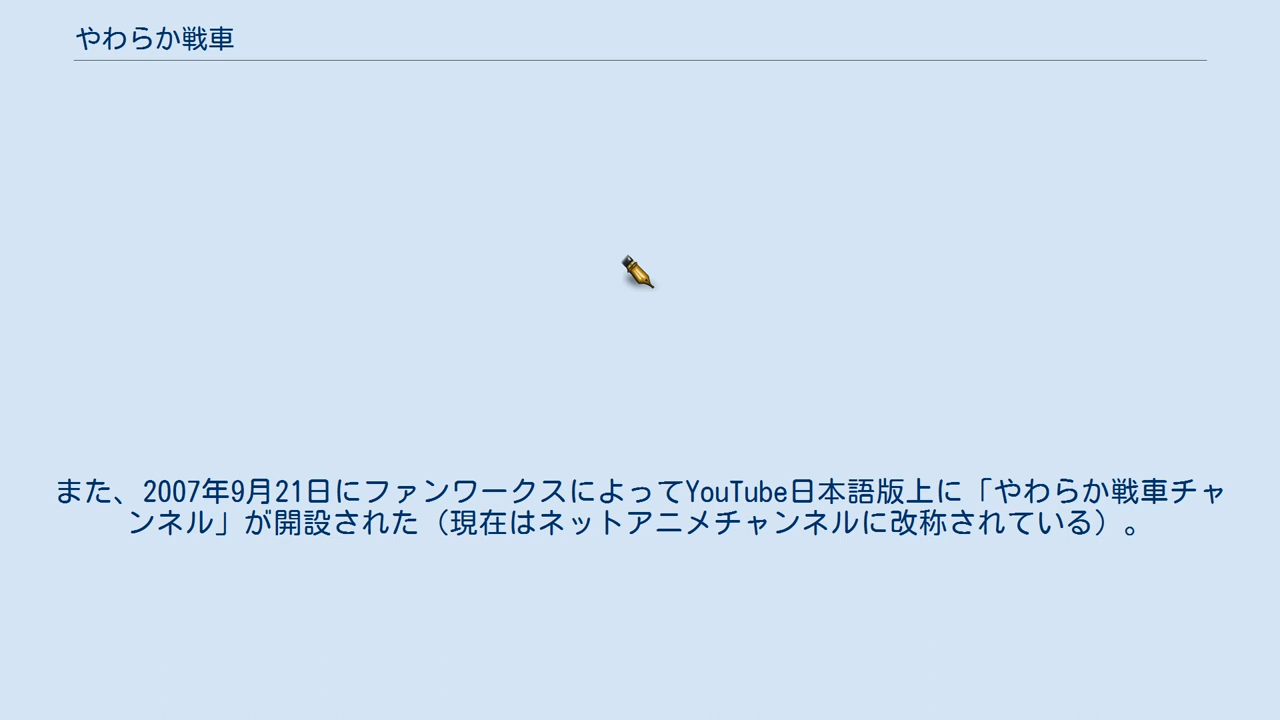 やわらか戦車
また、2007年9月21日にファンワークスによってYouTube日本語版上に「やわらか戦車チャ
ンネル」が開設された（現在はネットアニメチャンネルに改称されている）。